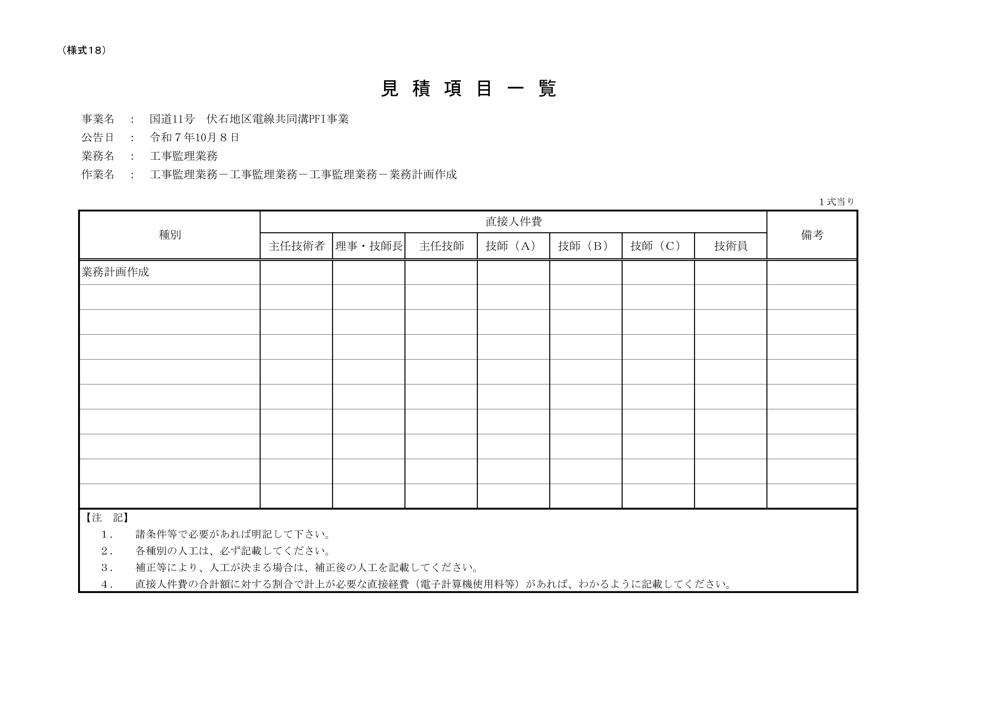 （様式18）
見積項目一覧
事業名　：　国道11号　伏石地区電線共同溝PFI事業
公告日　：　令和７年10月８日
業務名　：　工事監理業務
作業名　：　工事監理業務－工事監理業務－工事監理業務－業務計画作成
１式当り
種別　直接人件費　備考
主任技術者　理事・技師長　主任技師　技師（A）　技師（B）　技師（C）　技術員
業務計画作成
【注　記】
１．　諸条件等で必要があれば明記して下さい。
２．　各種別の人工は、必ず記載してください。
３．　補正等により、人工が決まる場合は、補正後の人工を記載してください。
４．　直接人件費の合計額に対する割合で計上が必要な直接経費（電子計算機使用料等）があれば、わかるように記載してください。